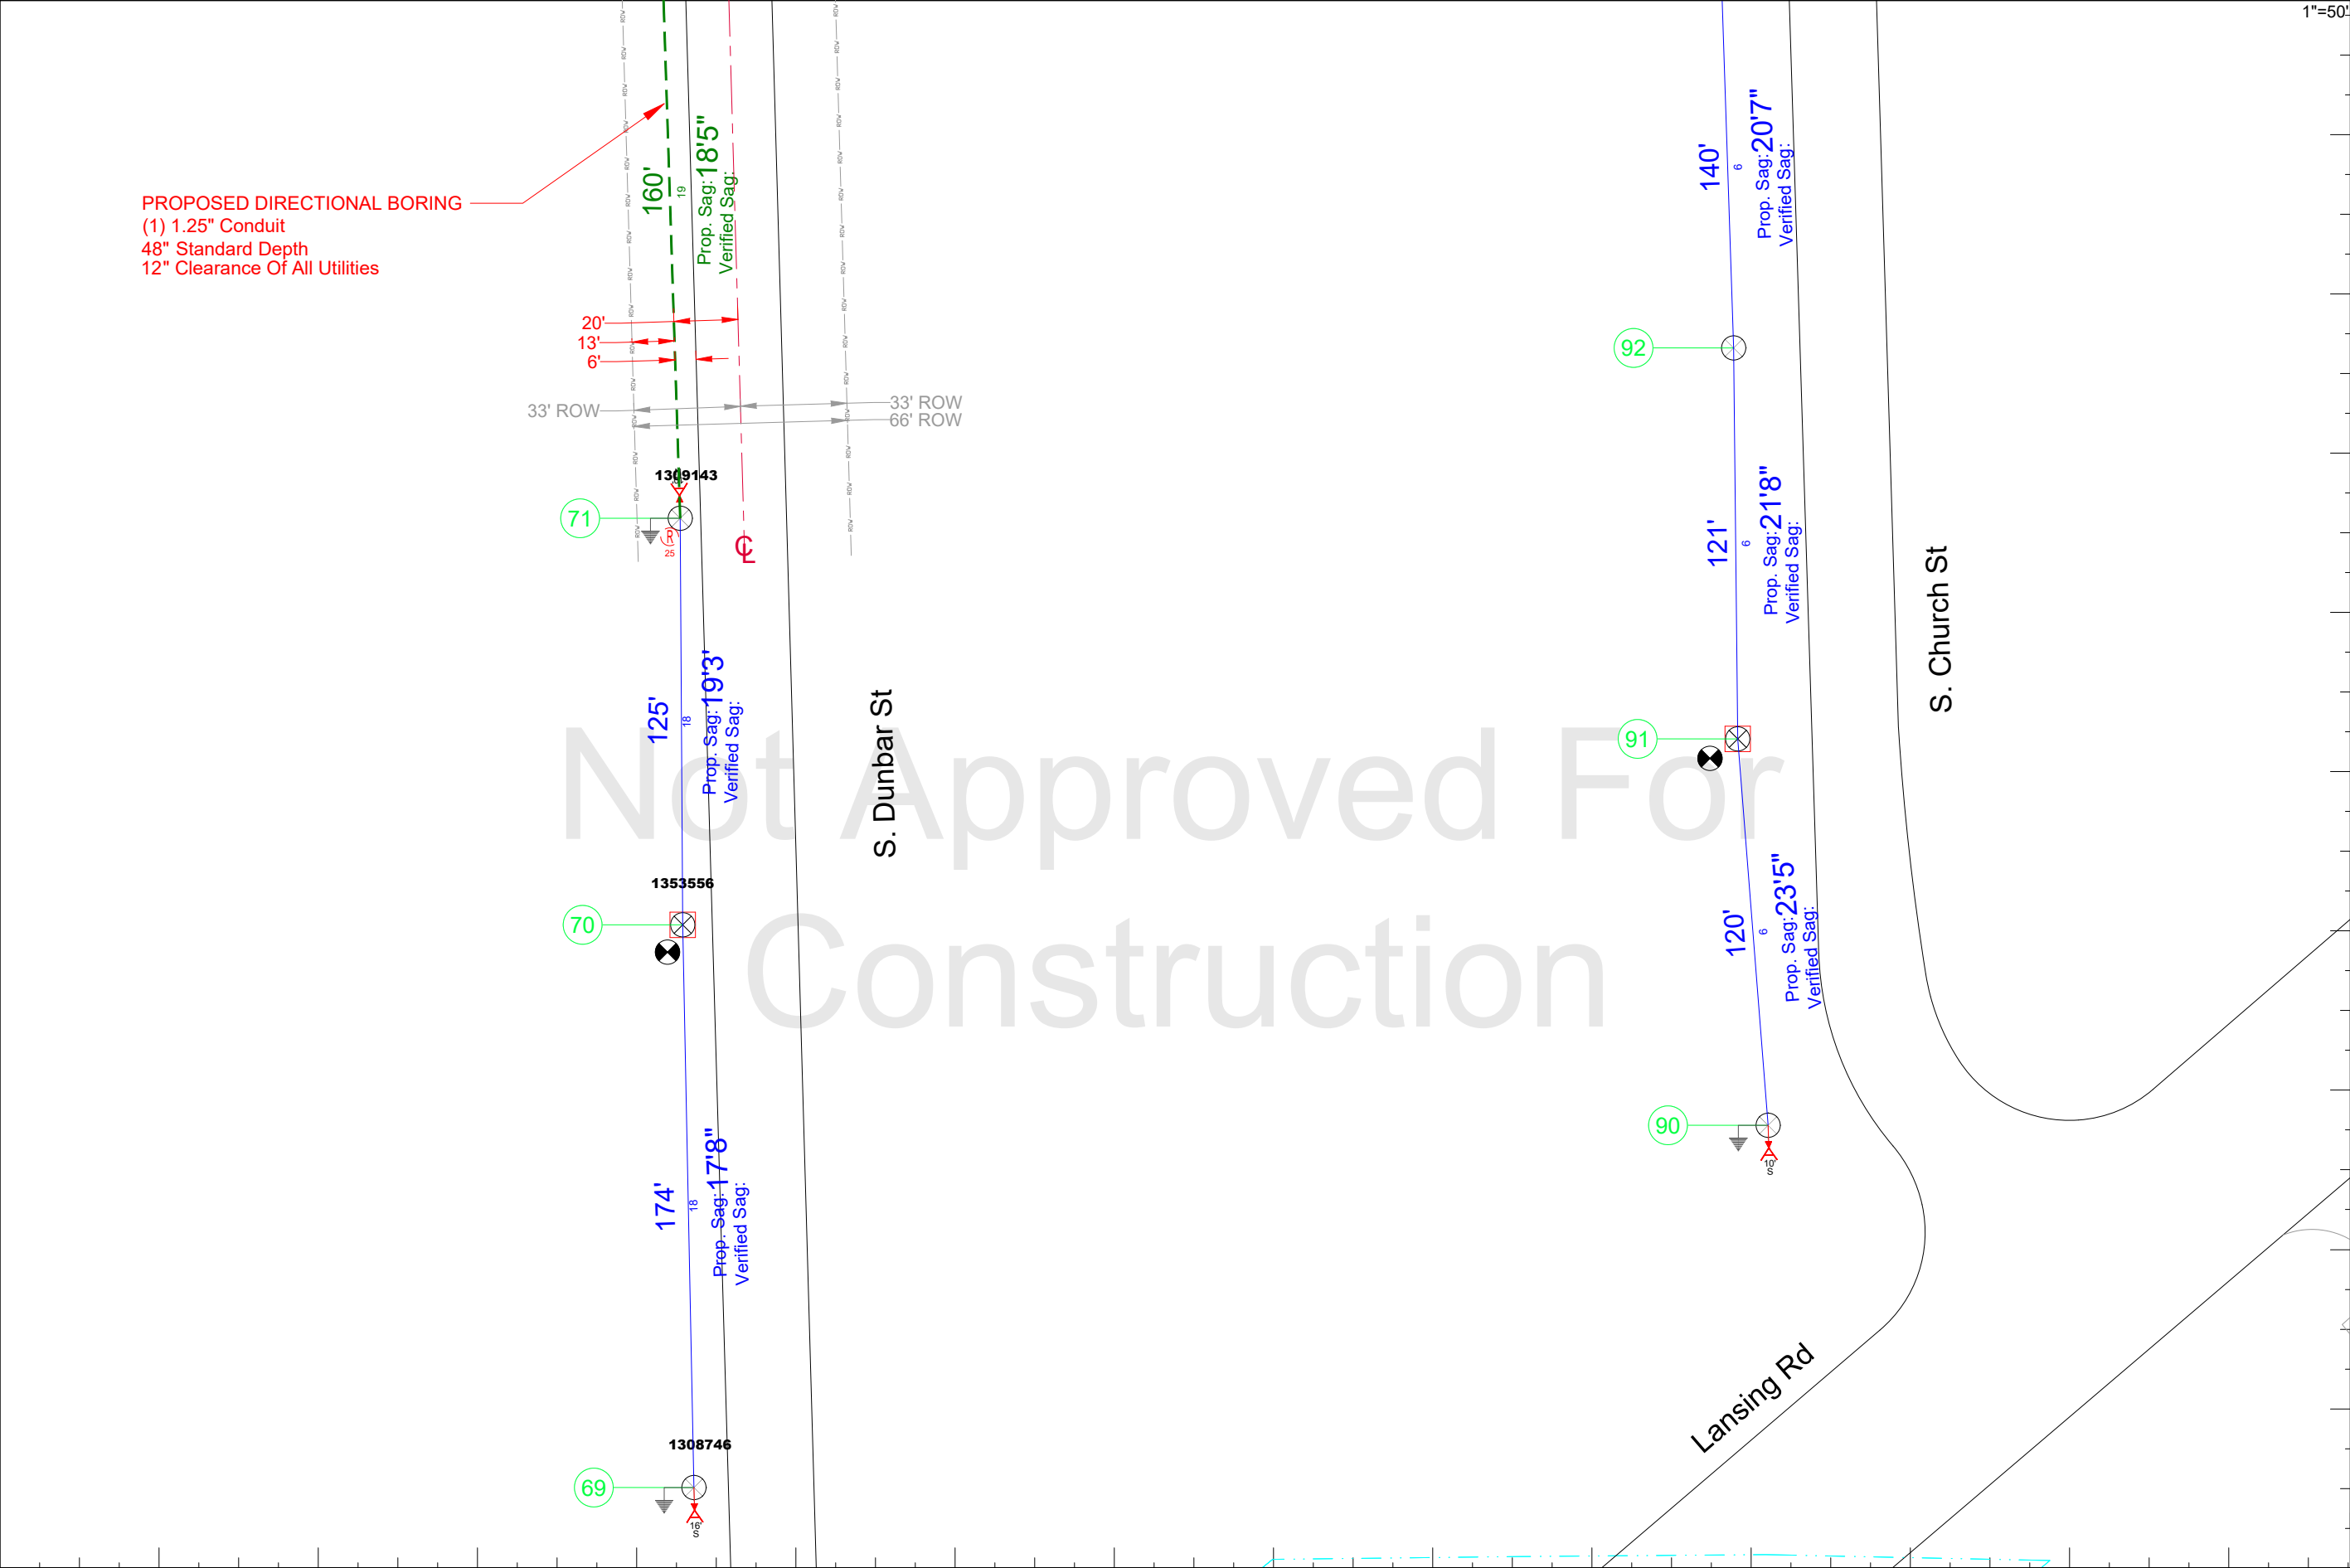 1"=50'
PROPOSED DIRECTIONAL BORING
(1) 1.25" Conduit
48" Standard Depth
12" Clearance Of All Utilities
160'
19
Prop. Sag:18'5"
Verified Sag:
20'
13'
6'
33' ROW
33' ROW
66' ROW
ROW
1309143
71
R
25
CL
125'
18
Prop. Sag:19'3'
Verified Sag:
S. Dunbar St
1353556
70
174'
18
Prop. Sag:17'8"
Verified Sag:
1308746
69
16'
S
140'
6
Prop. Sag:20'7"
Verified Sag:
92
121'
6
Prop. Sag:21'8"
Verified Sag:
S. Church St
91
120'
6
Prop. Sag:23'5"
Verified Sag:
90
10'
S
Lansing Rd
Not Approved For
Construction